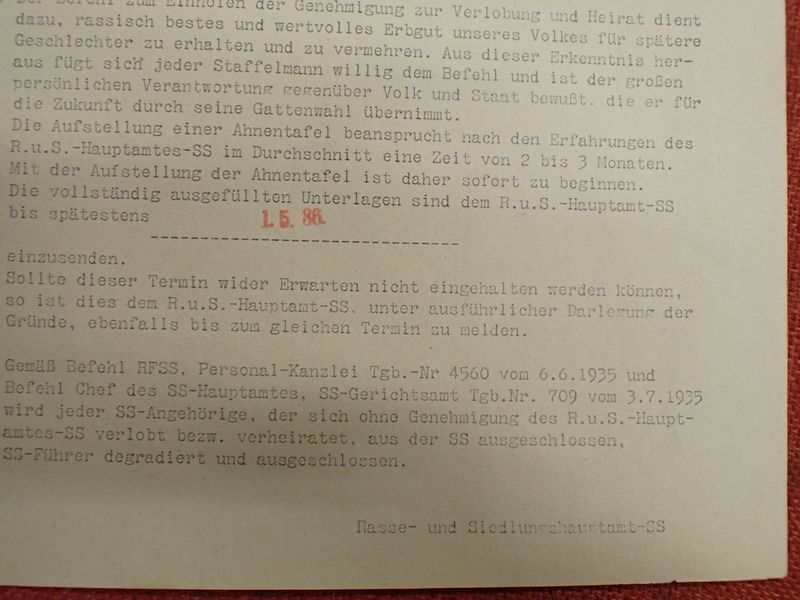 Der Befehl zum Einholen der Genehmigung zur Verlobung und Heirat dient
dazu, rassisch bestes und wertvolles Erbgut unseres Volkes für spätere
Geschlechter zu erhalten und zu vermehren. Aus dieser Erkenntnis her-
aus fügt sich jeder Staffelmann willig dem Befehl und ist der großen
persönlichen Verantwortung gegenüber Volk und Staat bewußt, die er für
die Zukunft durch seine Gattenwahl übernimmt.
Die Aufstellung einer Ahnentafel beansprucht nach den Erfahrungen des
R.u.S.-Hauptamtes-SS im Durchschnitt eine Zeit von 2 bis 3 Monaten.
Mit der Aufstellung der Ahnentafel ist daher sofort zu beginnen.
Die vollständig ausgefüllten Unterlagen sind dem R.u.S.-Hauptamt-SS
bis spätestens 1. 5. 36.
einzusenden.
Sollte dieser Termin wider Erwarten nicht eingehalten werden können,
so ist dies dem R.u.S.-Hauptamt-SS, unter ausführlicher Darlegung der
Gründe, ebenfalls bis zum gleichen Termin zu melden.
Gemäß Befehl RFSS, Personal-Kanzlei Tgb.-Nr 4560 vom 6.6.1935 und
Befehl Chef des SS-Hauptamtes, SS-Gerichtsamt Tgb.Nr. 709 vom 3.7.1935
wird jeder SS-Angehörige, der sich ohne Genehmigung des R.u.S.-Haupt-
amtes-SS verlobt bezw. verheiratet, aus der SS ausgeschlossen,
SS-Führer degradiert und ausgeschlossen.
Rasse- und Siedlungshauptamt-SS